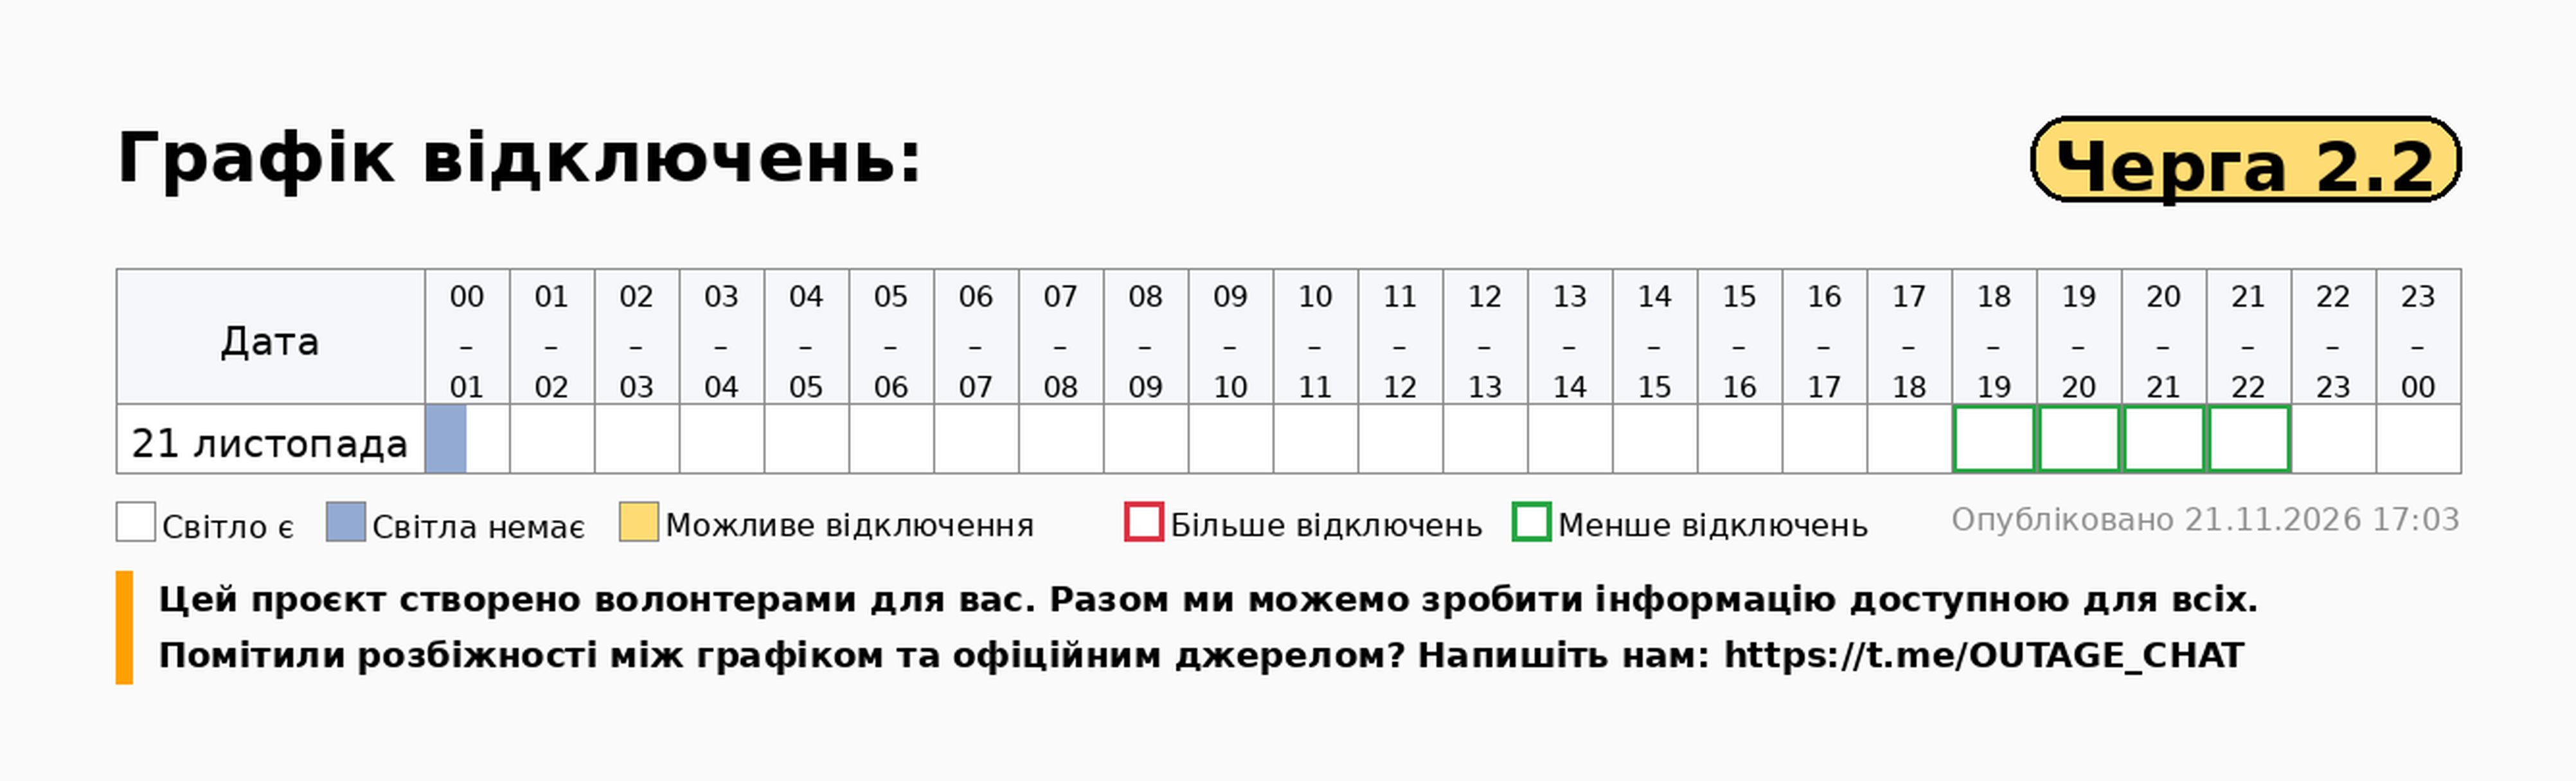 Графік відключень:
Черга 2.2
Дата
00 – 01
01 – 02
02 – 03
03 – 04
04 – 05
05 – 06
06 – 07
07 – 08
08 – 09
09 – 10
10 – 11
11 – 12
12 – 13
13 – 14
14 – 15
15 – 16
16 – 17
17 – 18
18 – 19
19 – 20
20 – 21
21 – 22
22 – 23
23 – 00
21 листопада
Світло є
Світла немає
Можливе відключення
Більше відключень
Менше відключень
Опубліковано 21.11.2026 17:03
Цей проєкт створено волонтерами для вас. Разом ми можемо зробити інформацію доступною для всіх.
Помітили розбіжності між графіком та офіційним джерелом? Напишіть нам: https://t.me/OUTAGE_CHAT